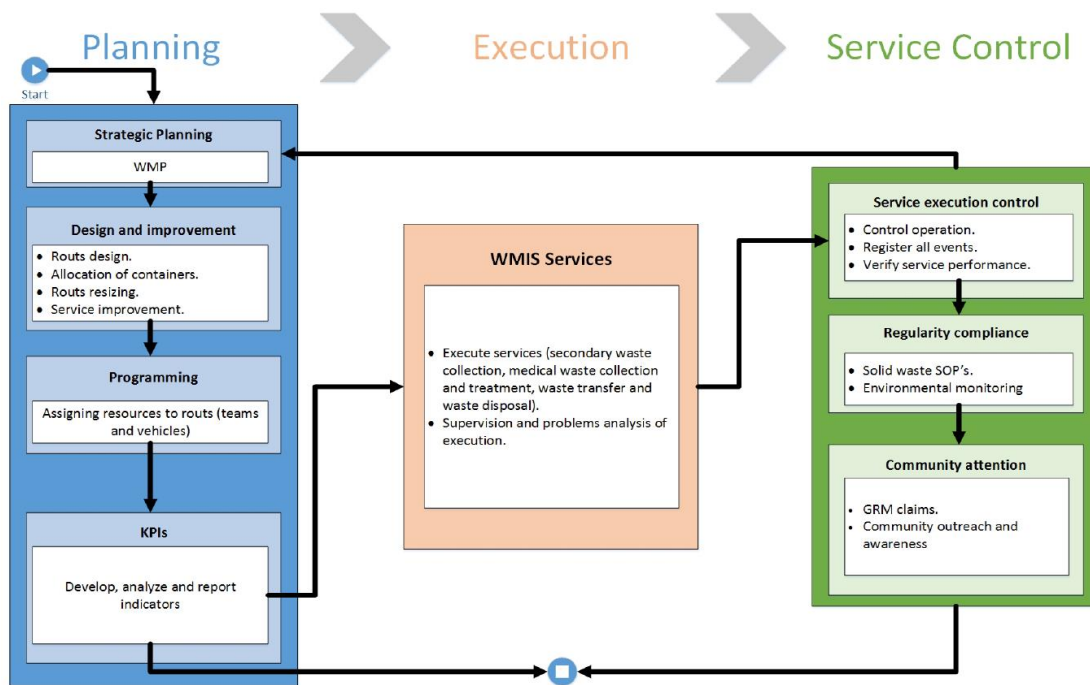 Planning
Execution
Service Control
Start
Strategic Planning
WMP
Design and improvement
• Routs design.
• Allocation of containers.
• Routs resizing.
• Service improvement.
Programming
Assigning resources to routs (teams
and vehicles)
KPIs
Develop, analyze and report
indicators
WMIS Services
• Execute services (secondary waste
collection, medical waste collection
and treatment, waste transfer and
waste disposal).
• Supervision and problems analysis of
execution.
Service execution control
• Control operation.
• Register all events.
• Verify service performance.
Regularity compliance
• Solid waste SOP's.
• Environmental monitoring
Community attention
• GRM claims.
• Community outreach and
awareness